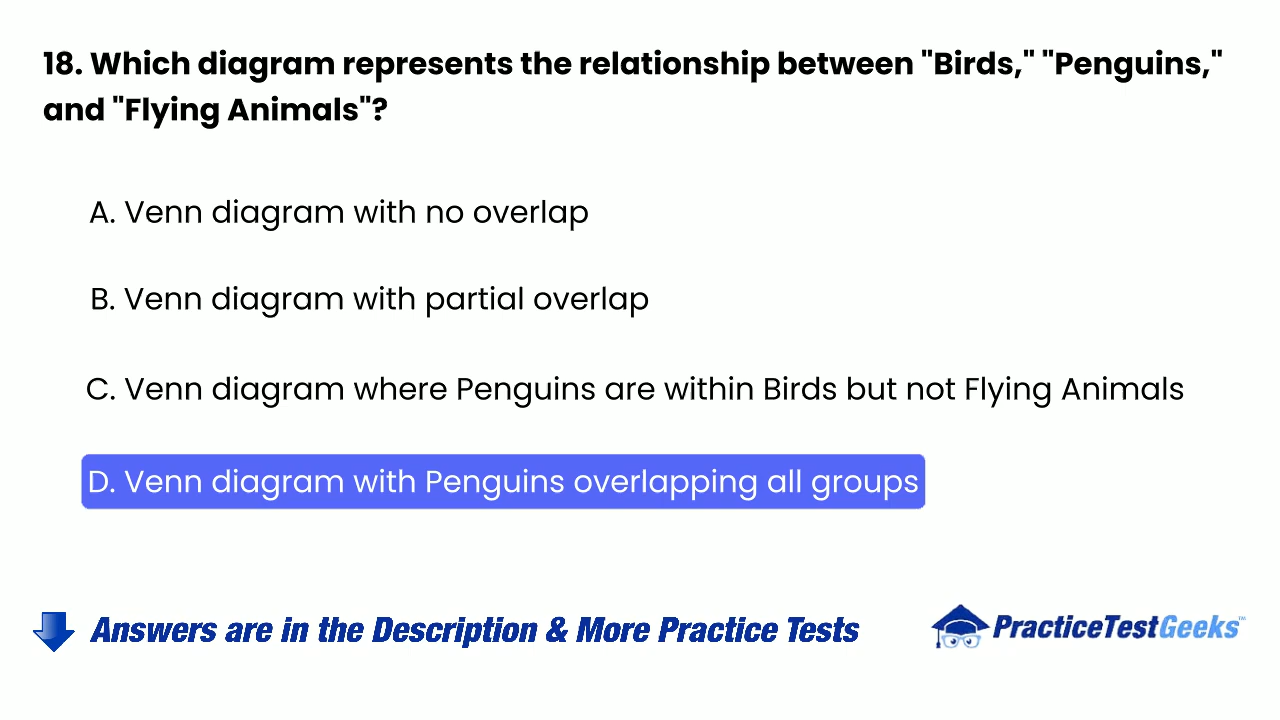 18. Which diagram represents the relationship between "Birds," "Penguins,"
and "Flying Animals"?
A. Venn diagram with no overlap
B. Venn diagram with partial overlap
C. Venn diagram where Penguins are within Birds but not Flying Animals
D. Venn diagram with Penguins overlapping all groups
Answers are in the Description & More Practice Tests
PracticeTestGeeks™